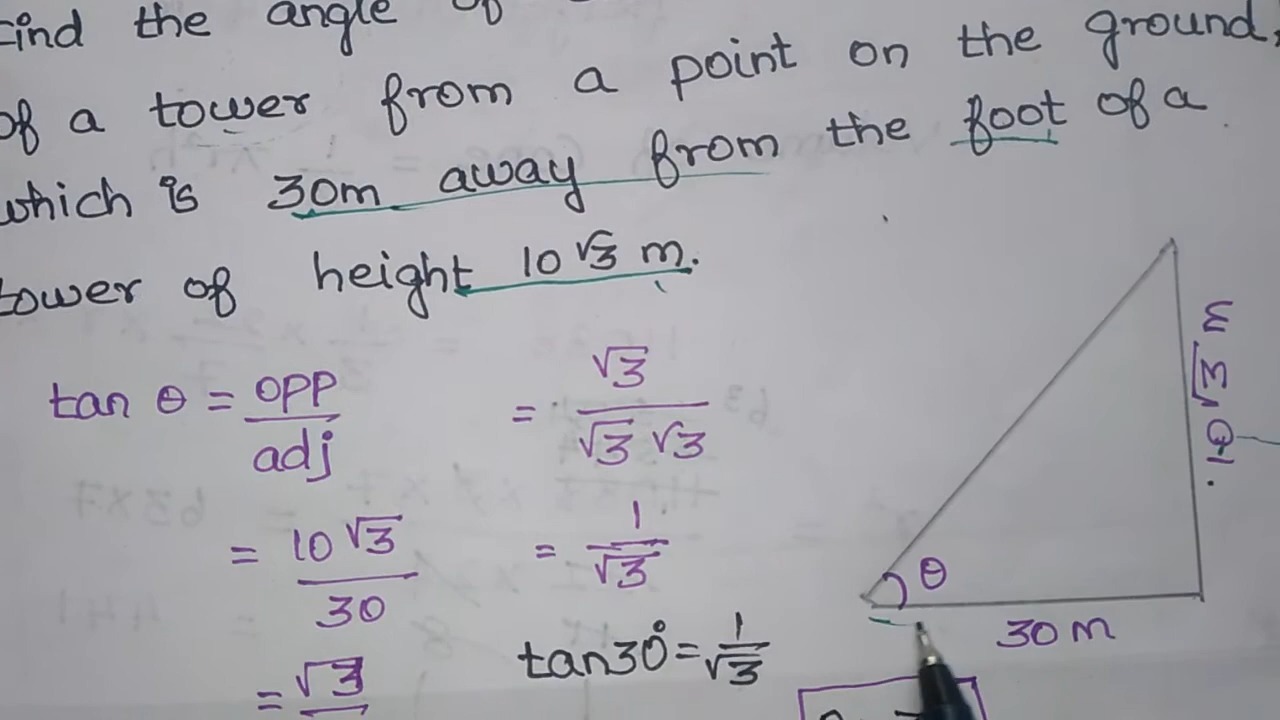 Find the angle of
of a tower from a point on the ground,
which is 30m away from the foot of a
tower of height 10√3 m.
tan θ = opp/adj
= 10√3/30
= √3
= √3/√3 √3
= 1/√3
tan30° = 1/√3
θ
30 m
10√3 m